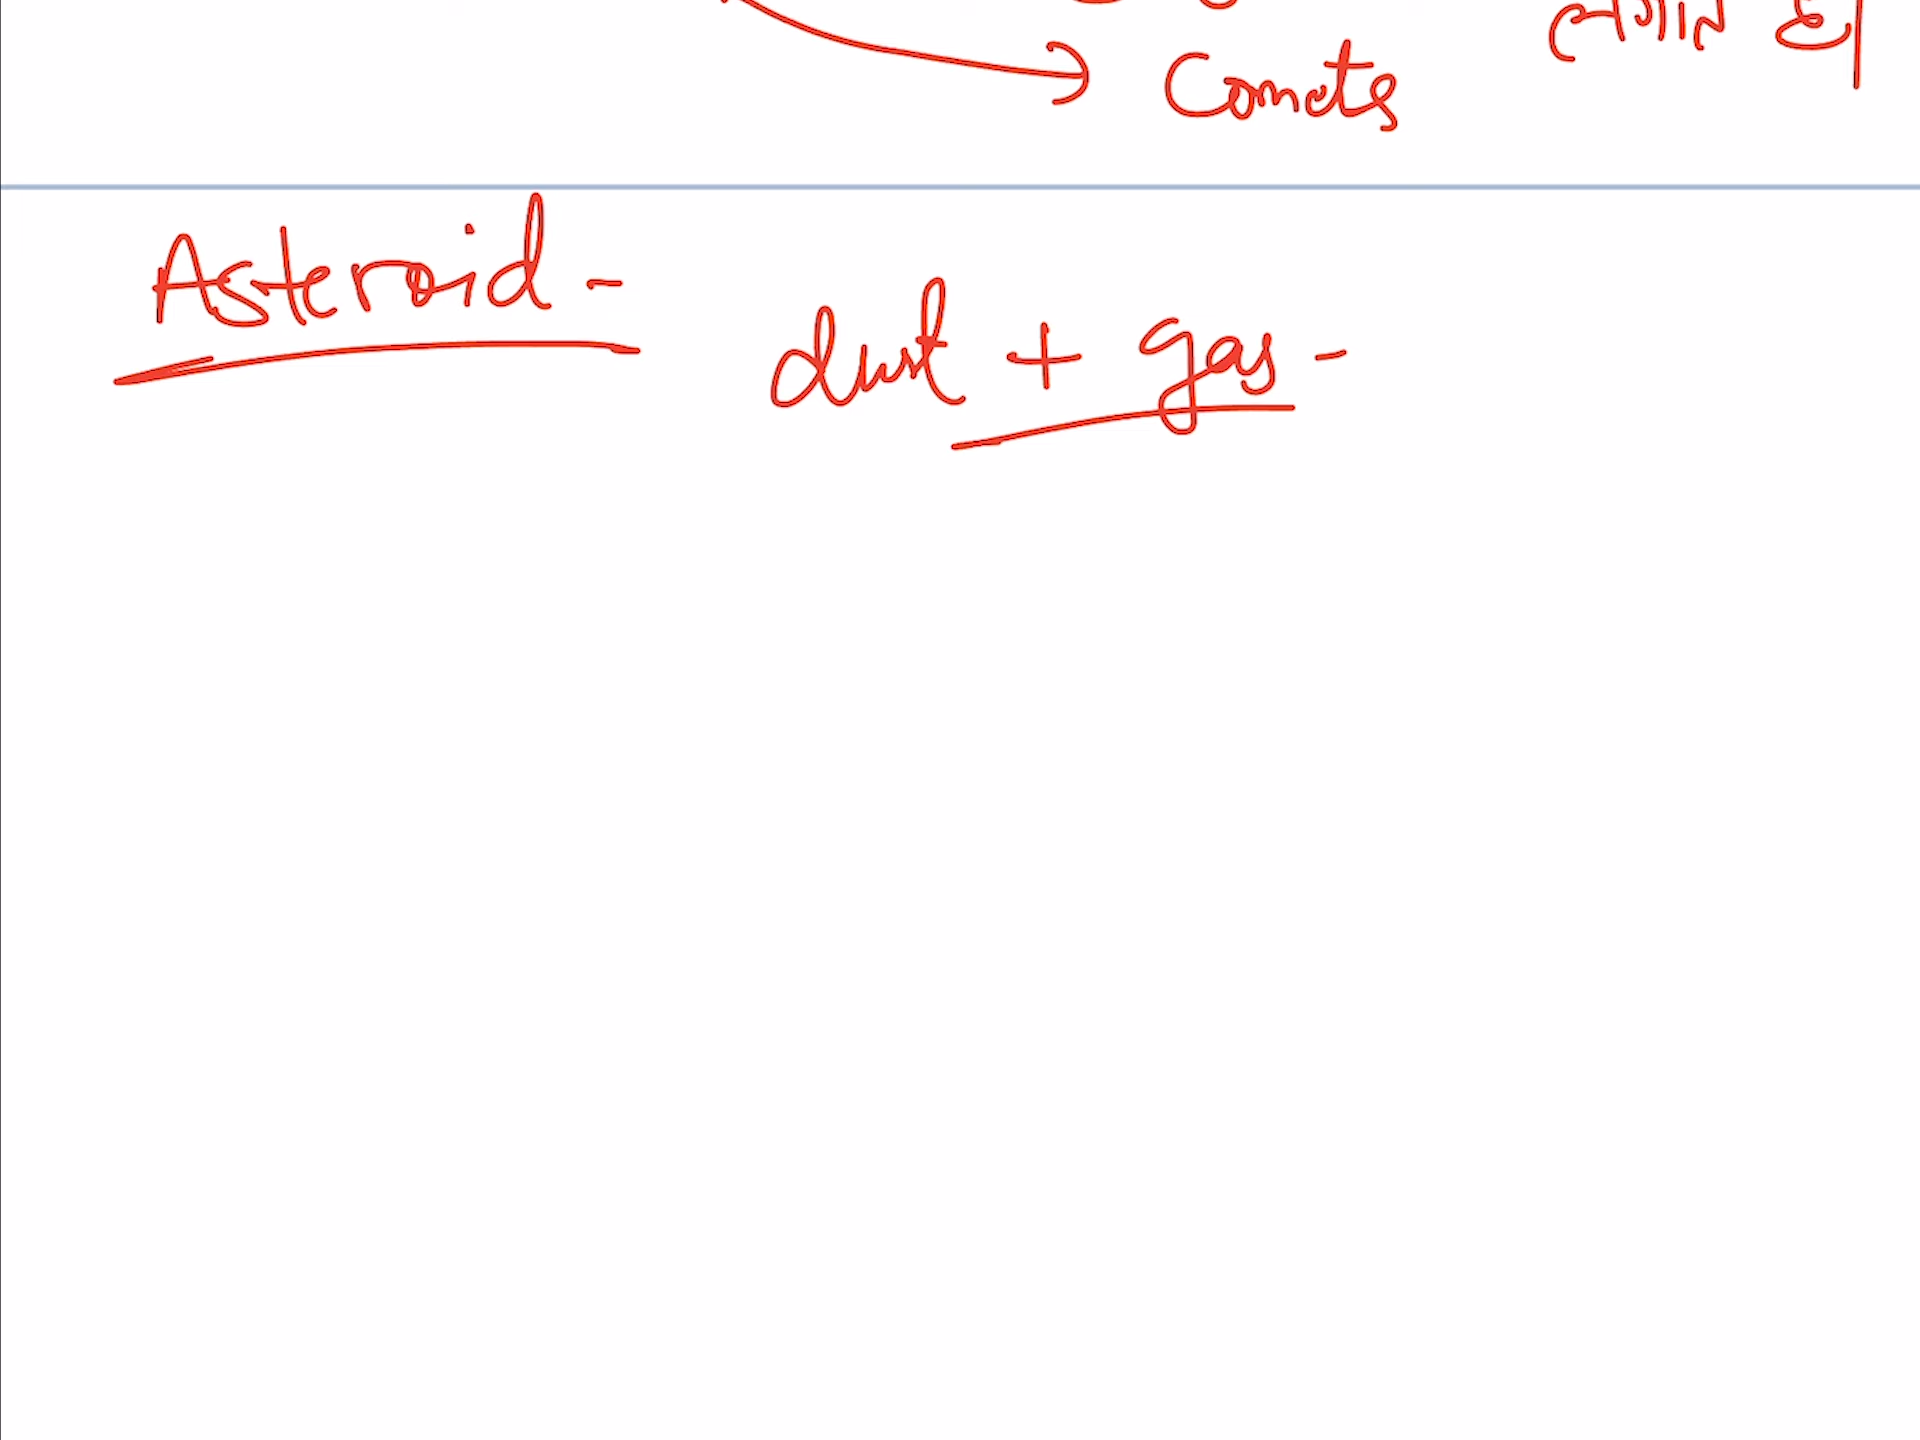 Comets
Asteroid -
dust + gas -